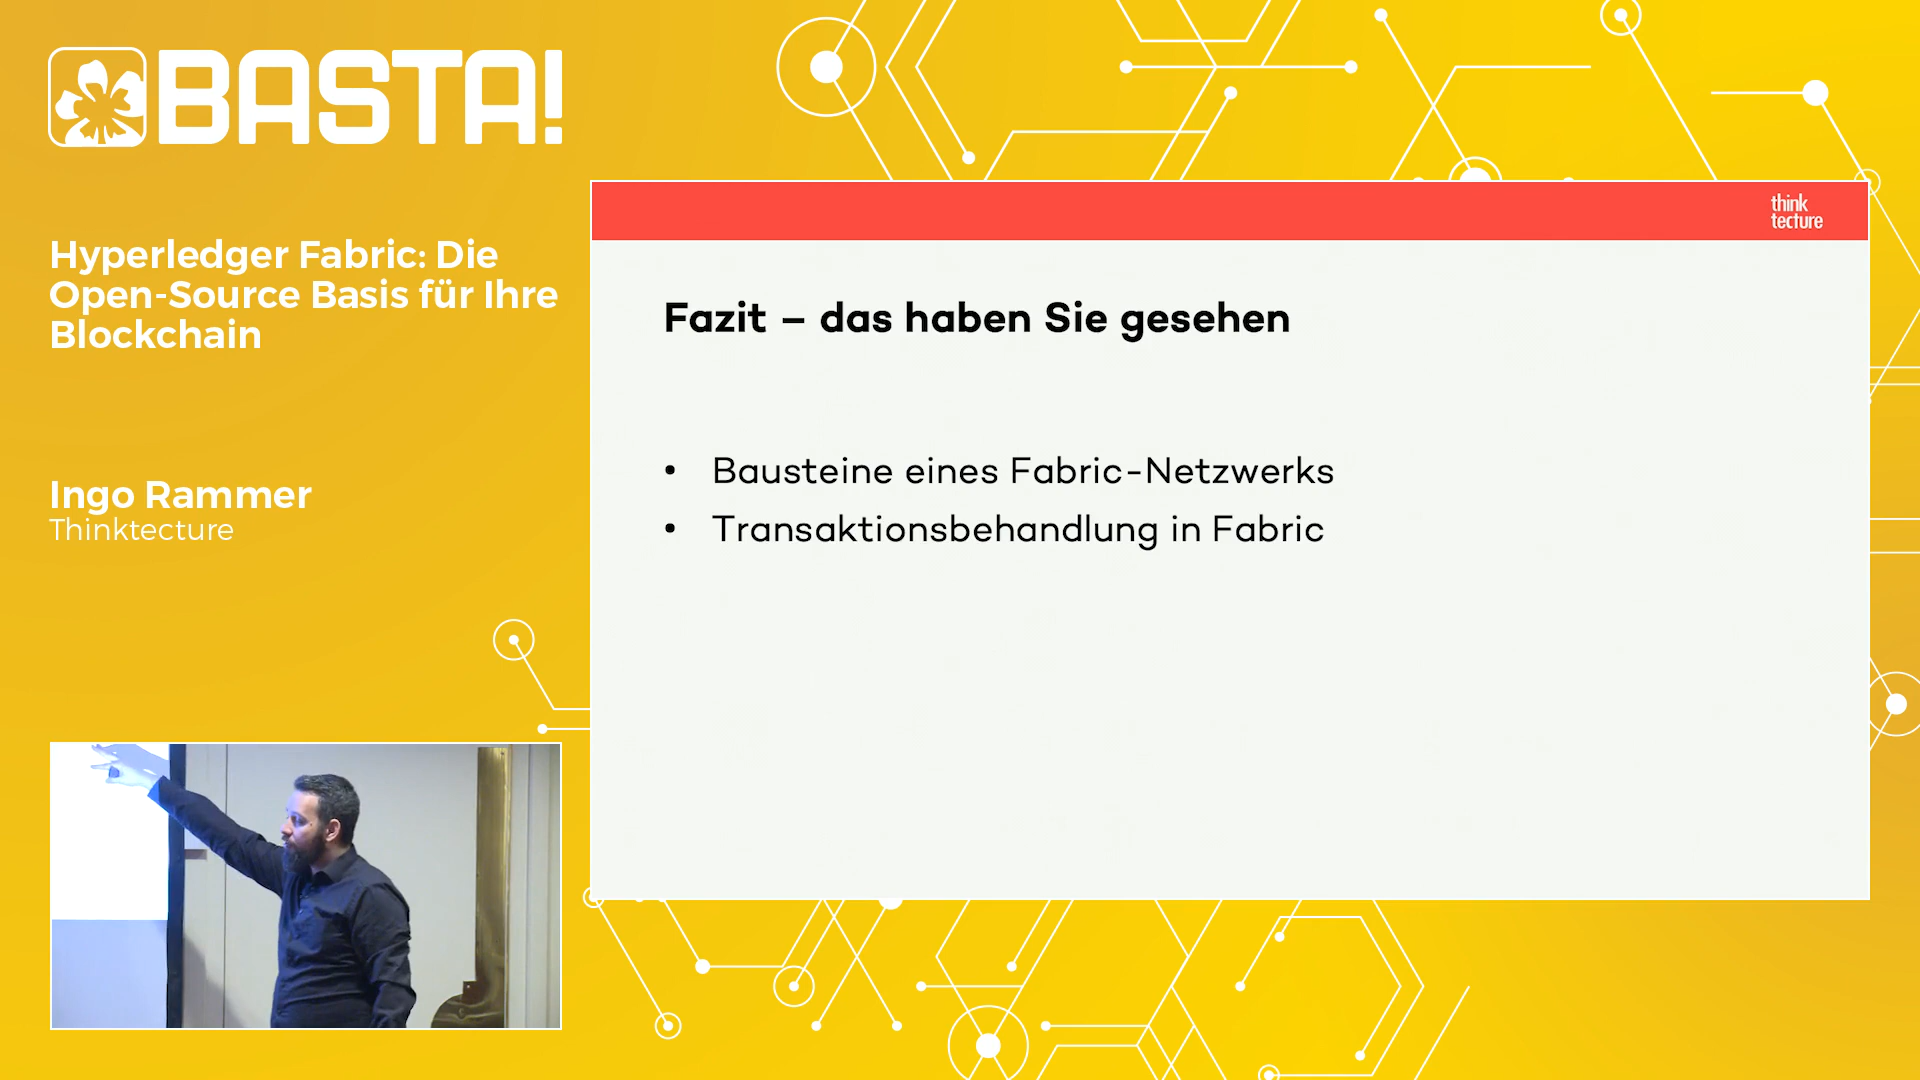 BASTA!
Hyperledger Fabric: Die
Open-Source Basis für Ihre
Blockchain
Ingo Rammer
Thinktecture
think
tecture
Fazit – das haben Sie gesehen
• Bausteine eines Fabric-Netzwerks
• Transaktionsbehandlung in Fabric